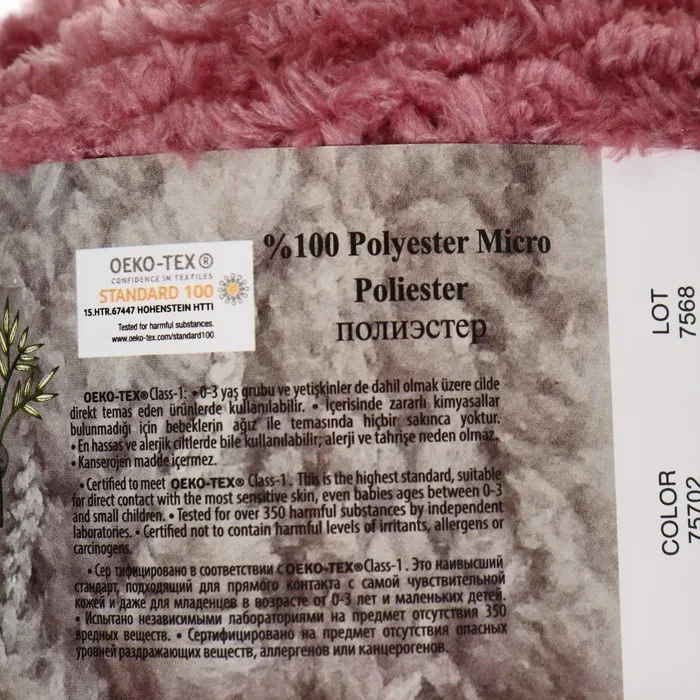 OEKO-TEX®
CONFIDENCE IN TEXTILES
STANDARD 100
15.HTR.67447 HOHENSTEIN HTTI
Tested for harmful substances.
www.oeko-tex.com/standard100
%100 Polyester Micro
Poliester
полиэстер
OEKO-TEX®Class-1: •0-3 yaş grubu ve yetişkinler de dahil olmak üzere cilde
direkt temas eden ürünlerde kullanılabilir. • İçerisinde zararlı kimyasallar
bulunmadığı için bebeklerin ağız ile temasında hiçbir sakınca yoktur.
• En hassas ve alerjik ciltlerde bile kullanılabilir; alerji ve tahrişe neden olmaz.
• Kanserojen madde içermez.
• Certified to meet OEKO-TEX® Class-1. This is the highest standard, suitable
for direct contact with the most sensitive skin, even babies ages between 0-3
and small children. • Tested for over 350 harmful substances by independent
laboratories. • Certified not to contain harmful levels of irritants, allergens or
carcinogens.
• Сер тифицировано в соответствии с OEKO-TEX®Class-1. Это наивысший
стандарт, подходящий для прямого контакта с самой чувствительной
кожей и даже для младенцев в возрасте от 0-3 лет и маленьких детей.
• Испытано независимыми лабораториями на предмет отсутствия 350
вредных веществ. • Сертифицировано на предмет отсутствия опасных
уровней раздражающих веществ, аллергенов или канцерогенов.
LOT
7568
COLOR
75702